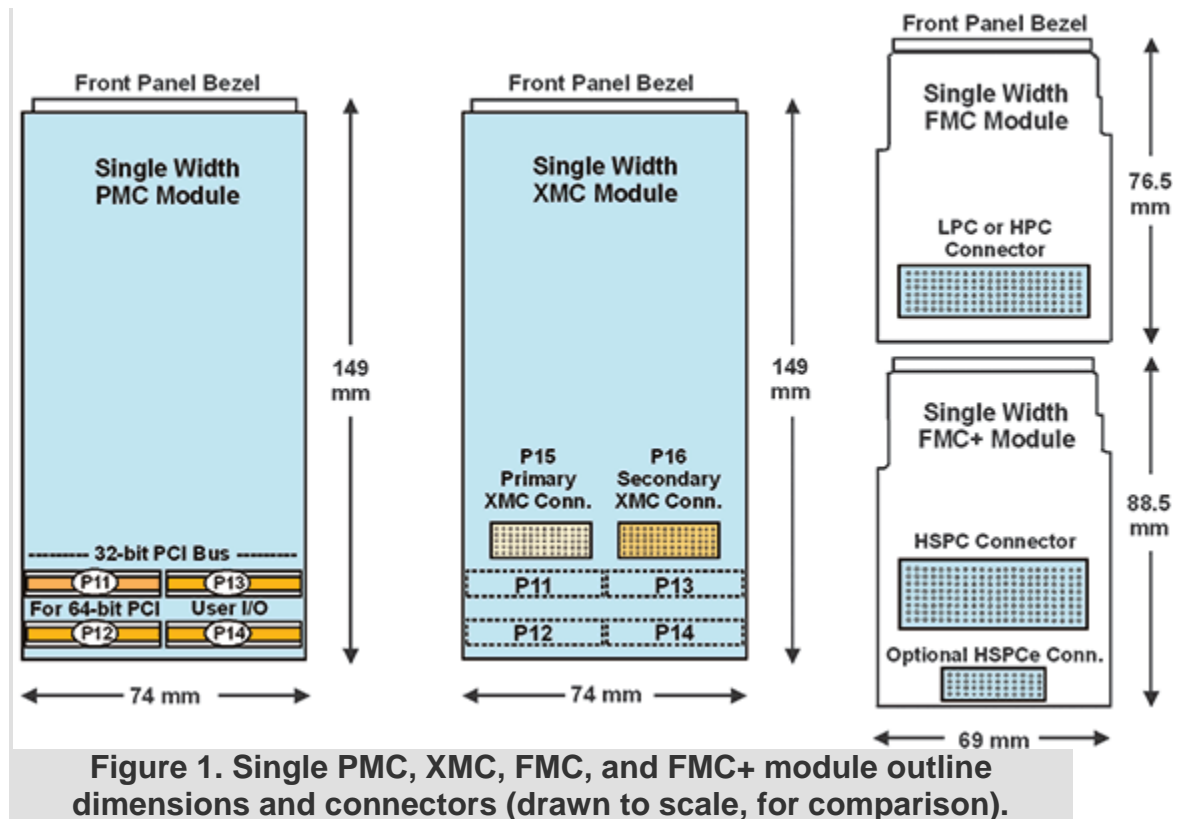 Front Panel Bezel
Single Width
PMC Module
149
mm
32-bit PCI Bus
P11
P13
For 64-bit PCI
User I/O
P12
P14
74 mm
Front Panel Bezel
Single Width
XMC Module
149
mm
P15
Primary
XMC Conn.
P16
Secondary
XMC Conn.
P11
P13
P12
P14
74 mm
Front Panel Bezel
Single Width
FMC Module
76.5
mm
LPC or HPC
Connector
Single Width
FMC+ Module
88.5
mm
HSPC Connector
Optional HSPCe Conn.
69 mm
Figure 1. Single PMC, XMC, FMC, and FMC+ module outline
dimensions and connectors (drawn to scale, for comparison).